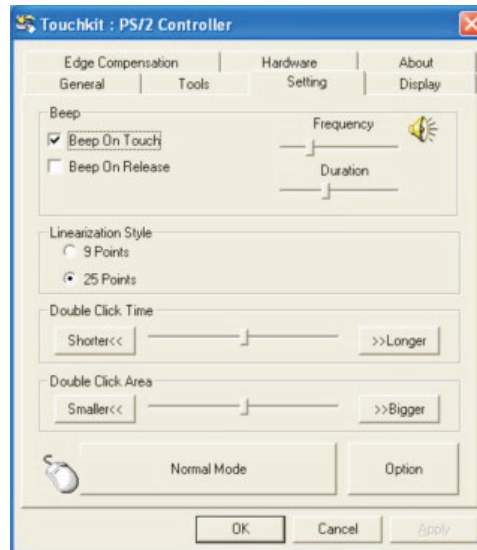 Touchkit : PS/2 Controller
Edge Compensation Hardware About
General Tools Setting Display
Beep
Beep On Touch
Beep On Release
Frequency
Duration
Linearization Style
9 Points
25 Points
Double Click Time
Shorter<< >>Longer
Double Click Area
Smaller<< >>Bigger
Normal Mode Option
OK Cancel Apply